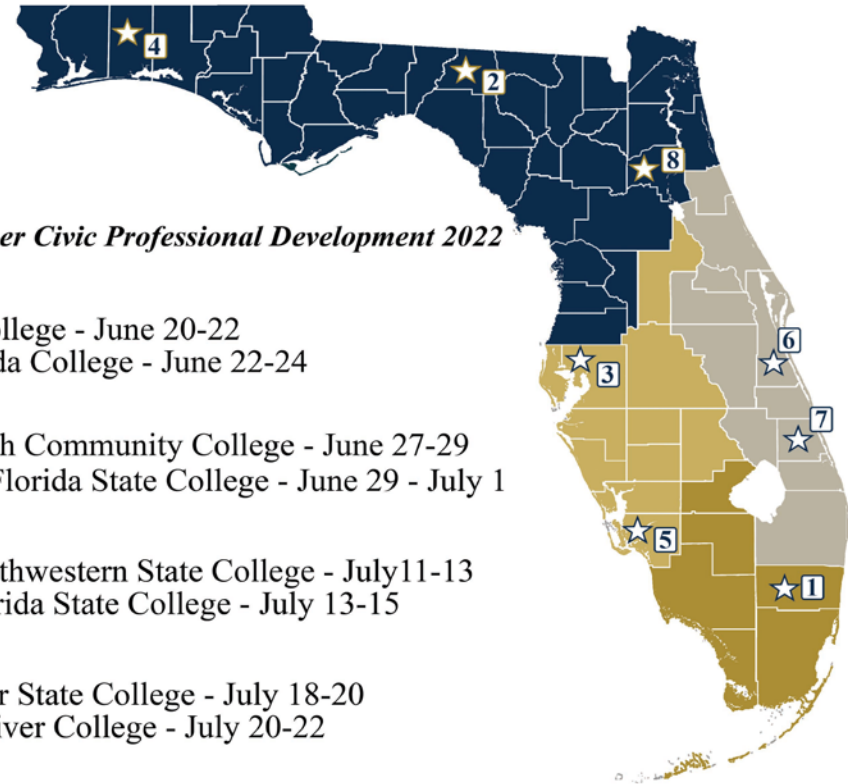 4
2
8
er Civic Professional Development 2022
ollege - June 20-22
da College - June 22-24
6
3
7
h Community College - June 27-29
Florida State College - June 29 - July 1
5
thwestern State College - July11-13
rida State College - July 13-15
1
r State College - July 18-20
iver College - July 20-22